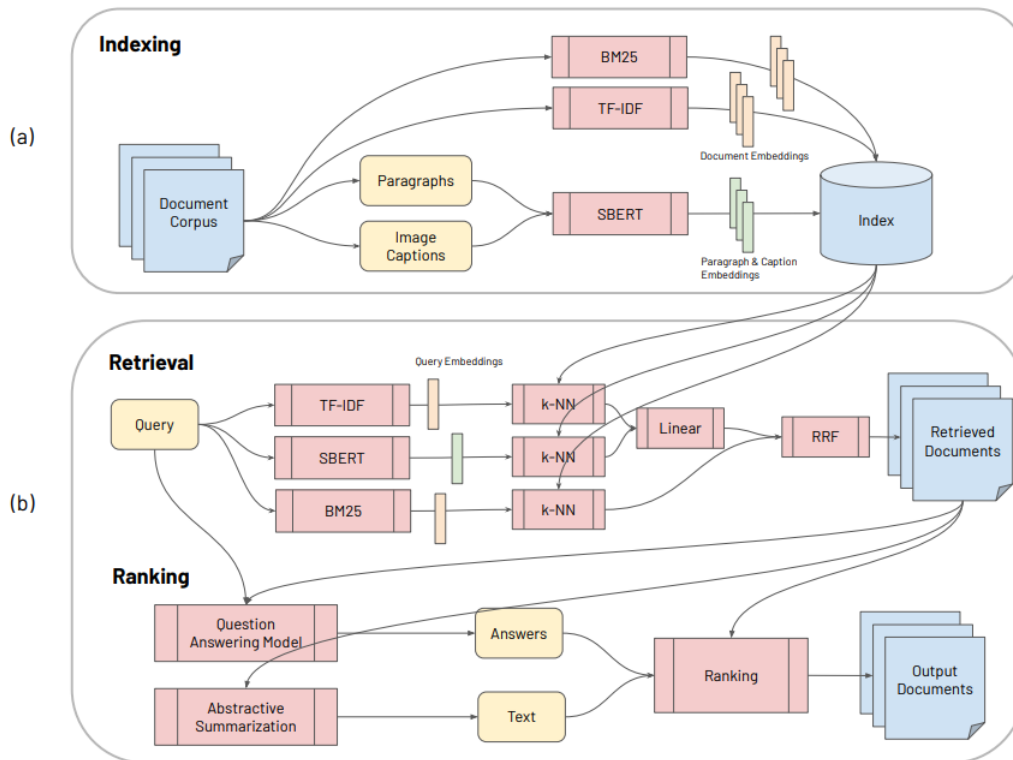 Indexing
BM25
TF-IDF
(a)
Document Embeddings
Document
Corpus
Paragraphs
Image
Captions
SBERT
Index
Paragraph & Caption
Embeddings
Retrieval
Query Embeddings
Query
TF-IDF
k-NN
Linear
RRF
Retrieved
Documents
SBERT
k-NN
(b)
BM25
k-NN
Ranking
Question
Answering Model
Answers
Ranking
Output
Documents
Abstractive
Summarization
Text